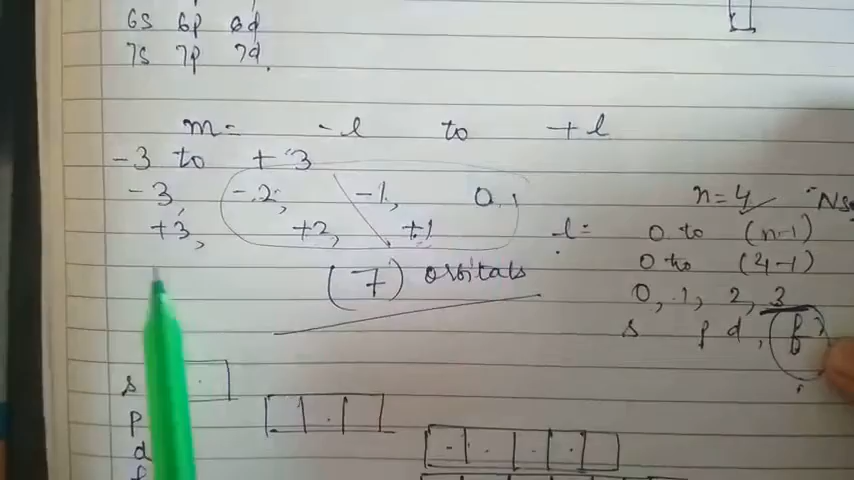 6s 6p 6d
7s 7p 7d.
m= -l to +l
-3 to +3
-3, -2, -1, 0,
+3, +2, +1
(7) orbitals
n=4
l= 0 to (n-1)
0 to (4-1)
0, 1, 2, 3
s p d, f
s
p
d
f